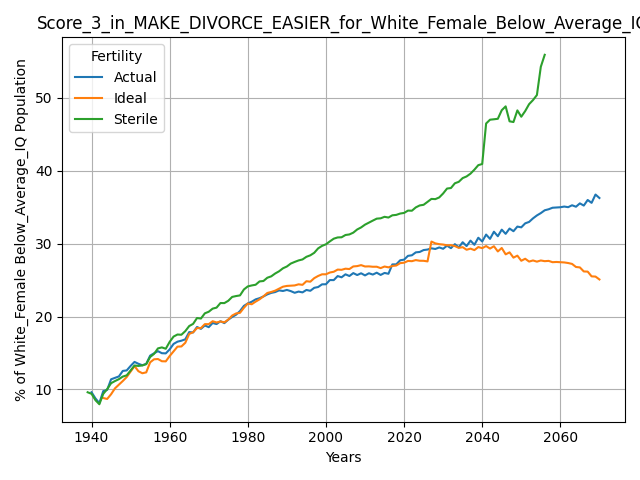 Score_3_in_MAKE_DIVORCE_EASIER_for_White_Female_Below_Average_IQ
% of White_Female Below_Average_IQ Population
Fertility
Actual
Ideal
Sterile
50
40
30
20
10
1940 1960 1980 2000 2020 2040 2060
Years